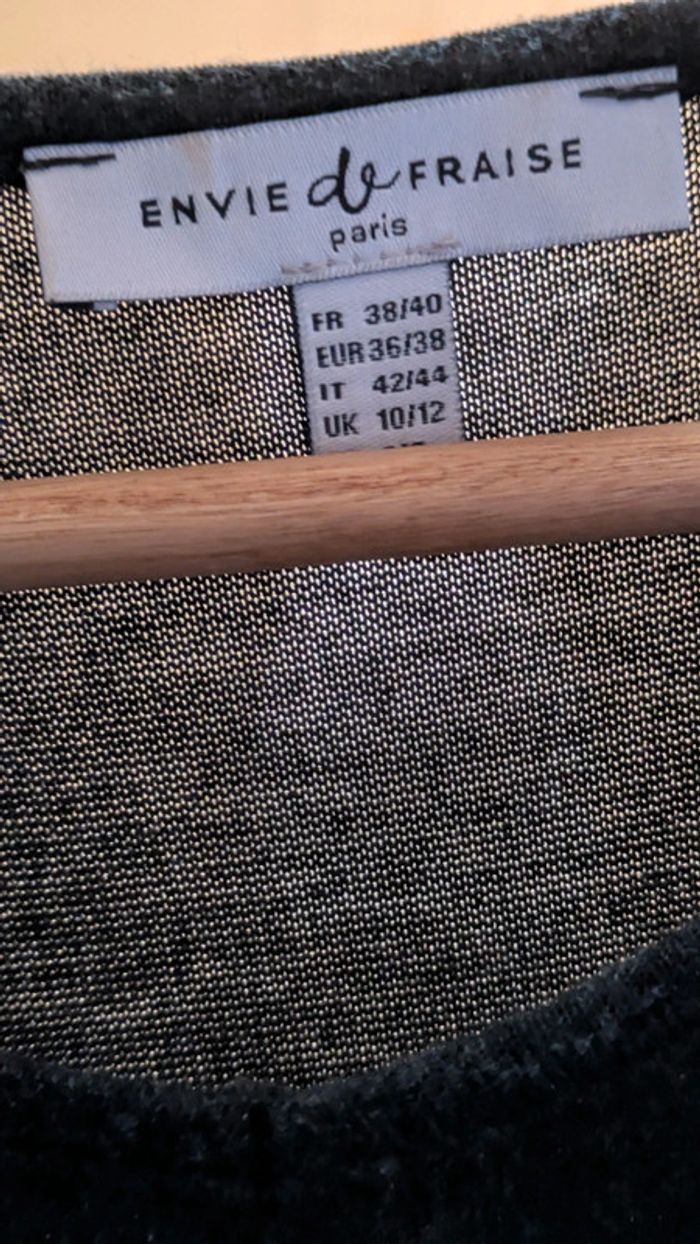 ENVIE de FRAISE
paris
FR 38/40
EUR 36/38
IT 42/44
UK 10/12